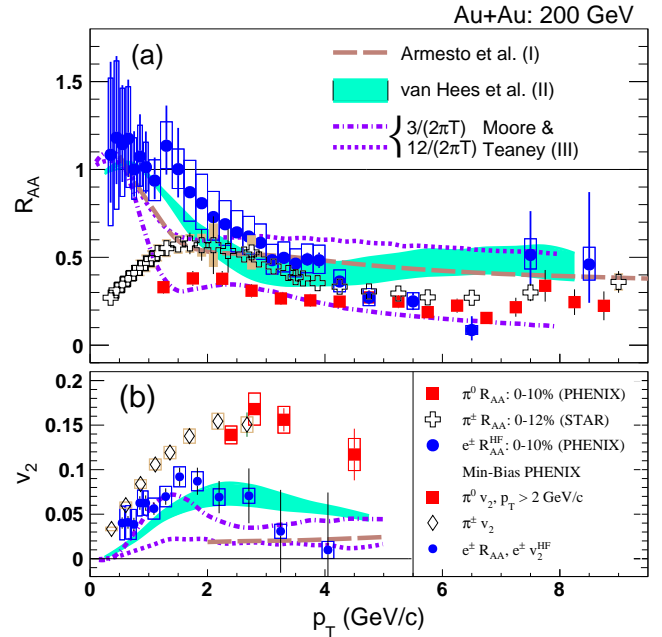 Au+Au: 200 GeV
(a)
Armesto et al. (I)
van Hees et al. (II)
3/(2πT) Moore &
12/(2πT) Teaney (III)
R_AA
1.5
1
0.5
0
(b)
v_2
0.2
0.15
0.1
0.05
0
π^0 R_AA: 0-10% (PHENIX)
π^± R_AA: 0-12% (STAR)
e^± R_AA^HF: 0-10% (PHENIX)
Min-Bias PHENIX
π^0 v_2, p_T > 2 GeV/c
π^± v_2
e^± R_AA, e^± v_2^HF
0 2 4 6 8
p_T (GeV/c)